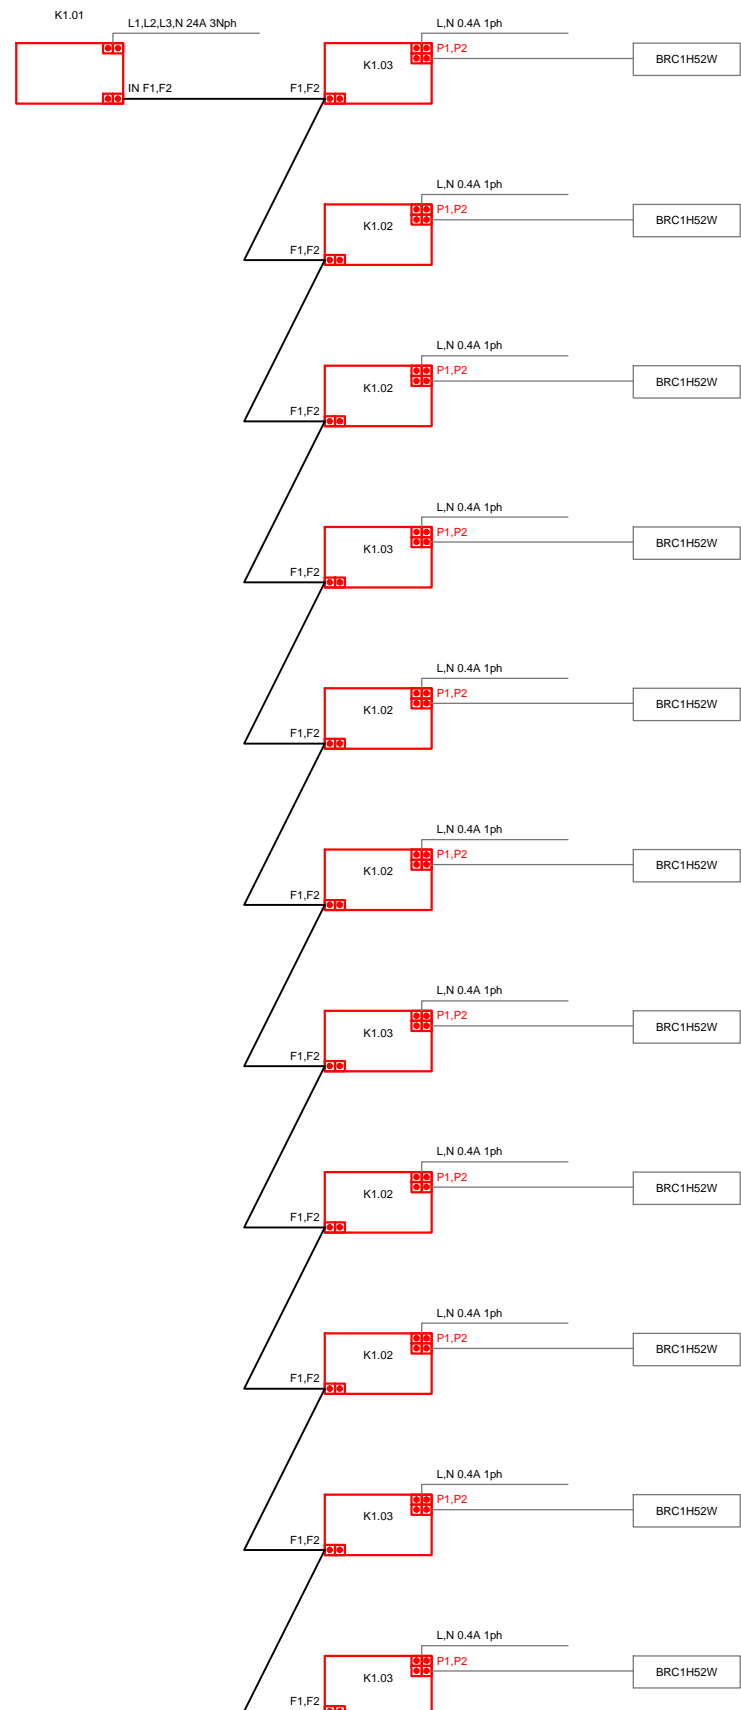 K1.01
L1,L2,L3,N 24A 3Nph
IN F1,F2
L,N 0.4A 1ph
P1,P2
K1.03
BRC1H52W
F1,F2
L,N 0.4A 1ph
P1,P2
K1.02
BRC1H52W
F1,F2
L,N 0.4A 1ph
P1,P2
K1.02
BRC1H52W
F1,F2
L,N 0.4A 1ph
P1,P2
K1.03
BRC1H52W
F1,F2
L,N 0.4A 1ph
P1,P2
K1.02
BRC1H52W
F1,F2
L,N 0.4A 1ph
P1,P2
K1.02
BRC1H52W
F1,F2
L,N 0.4A 1ph
P1,P2
K1.03
BRC1H52W
F1,F2
L,N 0.4A 1ph
P1,P2
K1.02
BRC1H52W
F1,F2
L,N 0.4A 1ph
P1,P2
K1.02
BRC1H52W
F1,F2
L,N 0.4A 1ph
P1,P2
K1.03
BRC1H52W
F1,F2
L,N 0.4A 1ph
P1,P2
K1.03
BRC1H52W
F1,F2